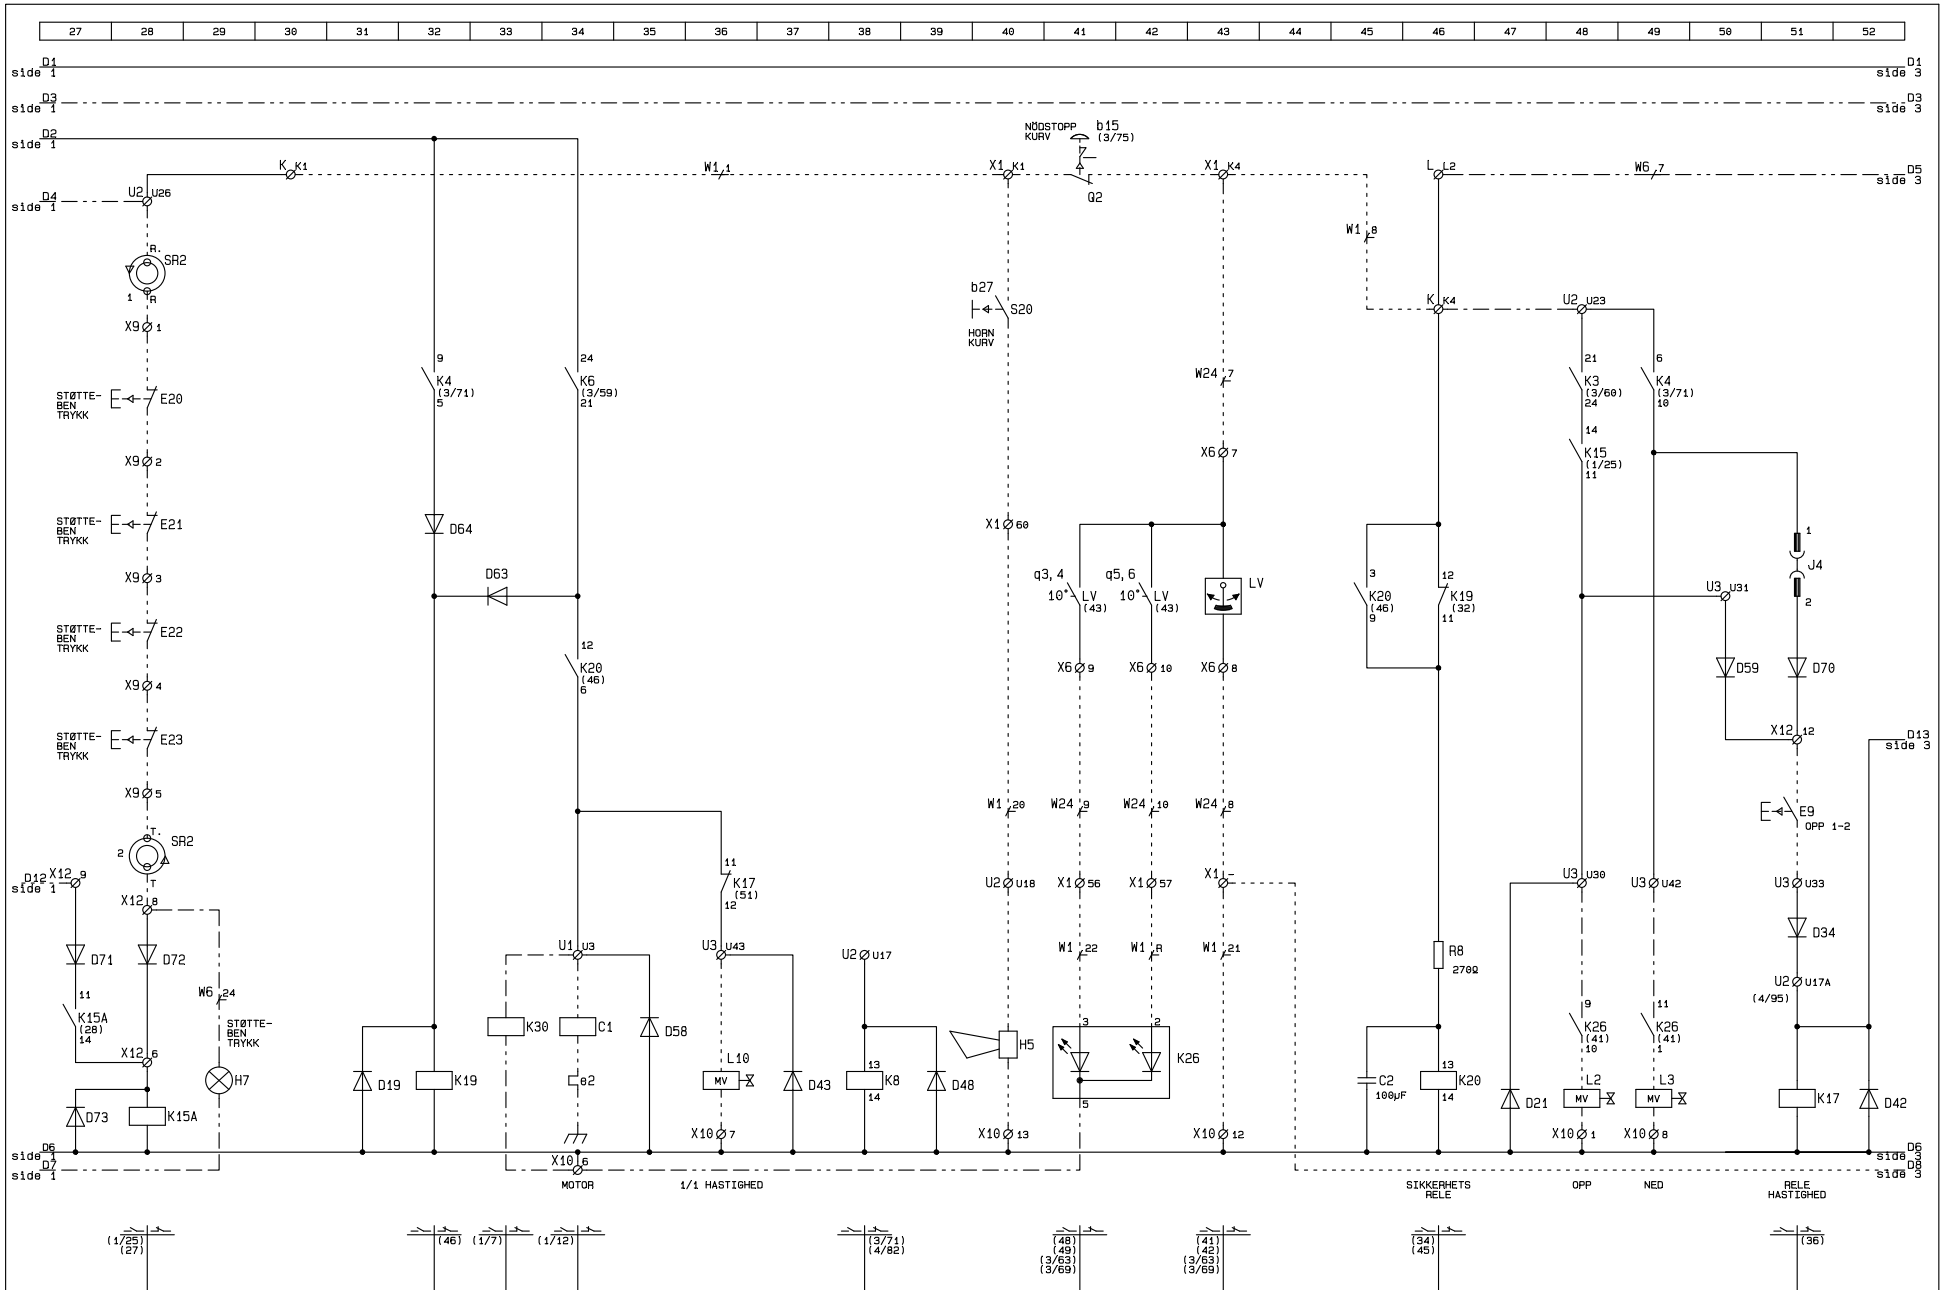 27 28 29 30 31 32 33 34 35 36 37 38 39 40 41 42 43 44 45 46 47 48 49 50 51 52
D1 D1
side 1 side 3
D3 D3
side 1 side 3
D2
side 1
NÖDSTOPP b15
KURV (3/75)
K K1 W1 1 X1 K1 X1 K4 L L2 W6 7 D5
side 3
Q2
U2 U26
D4
side 1
W1 8
R.
SR2
1 R
b27
S20
HORN
KURV
K K4 U2 U23
X9 1
9 24 21 6
K4 K6 W24 7 K3 K4
(3/71) (3/59) (3/60) (3/71)
5 21 24 10
STØTTE-
BEN
TRYKK
E20
14
K15
(1/25)
11
X9 2
X6 7
STØTTE-
BEN
TRYKK
E21
D64
X1 60
1
J4
2
X9 3
D63
q3,4 q5,6
10° LV 10° LV LV
(43) (43)
3 12
K20 K19
(46) (32)
9 11
U3 U31
STØTTE-
BEN
TRYKK
E22
12
K20
(46)
6
X6 9 X6 10 X6 8
D59 D70
X9 4
STØTTE-
BEN
TRYKK
E23
X12 12
D13
side 3
X9 5
W1 20 W24 9 W24 10 W24 8
E9
OPP 1-2
T.
SR2
2
T
11
K17
(51)
12
D12
side 1
X12 9
X12 8
U2 U18 X1 56 X1 57 X1 -
U3 U30 U3 U42 U3 U33
D71 D72
U1 U3 U3 U43 U2 U17
W1 22 W1 R W1 21
R8
270Ω
D34
W6 24
U2 U17A
(4/95)
11
K15A
(28)
14
STØTTE-
BEN
TRYKK
9 11
K26 K26
(41) (41)
10 1
K30 C1 D58
3 2
H5 K26
5
X12 6
H7
D19 K19 e2
L10
MV
D43
13
K8
14
D48
C2
100µF
13
K20
14
D21
L2 L3
MV MV
K17 D42
D73 K15A
X10 7 X10 13 X10 12 X10 1 X10 8
D6 D6
side 1 side 3
D7 D8
side 1 side 3
X10 6
MOTOR 1/1 HASTIGHED
SIKKERHETS
RELE
OPP NED
RELE
HASTIGHED
(1/25)
(27)
(46) (1/7) (1/12)
(3/71)
(4/82)
(48)
(49)
(3/63)
(3/69)
(41)
(42)
(3/63)
(3/69)
(34)
(45)
(36)